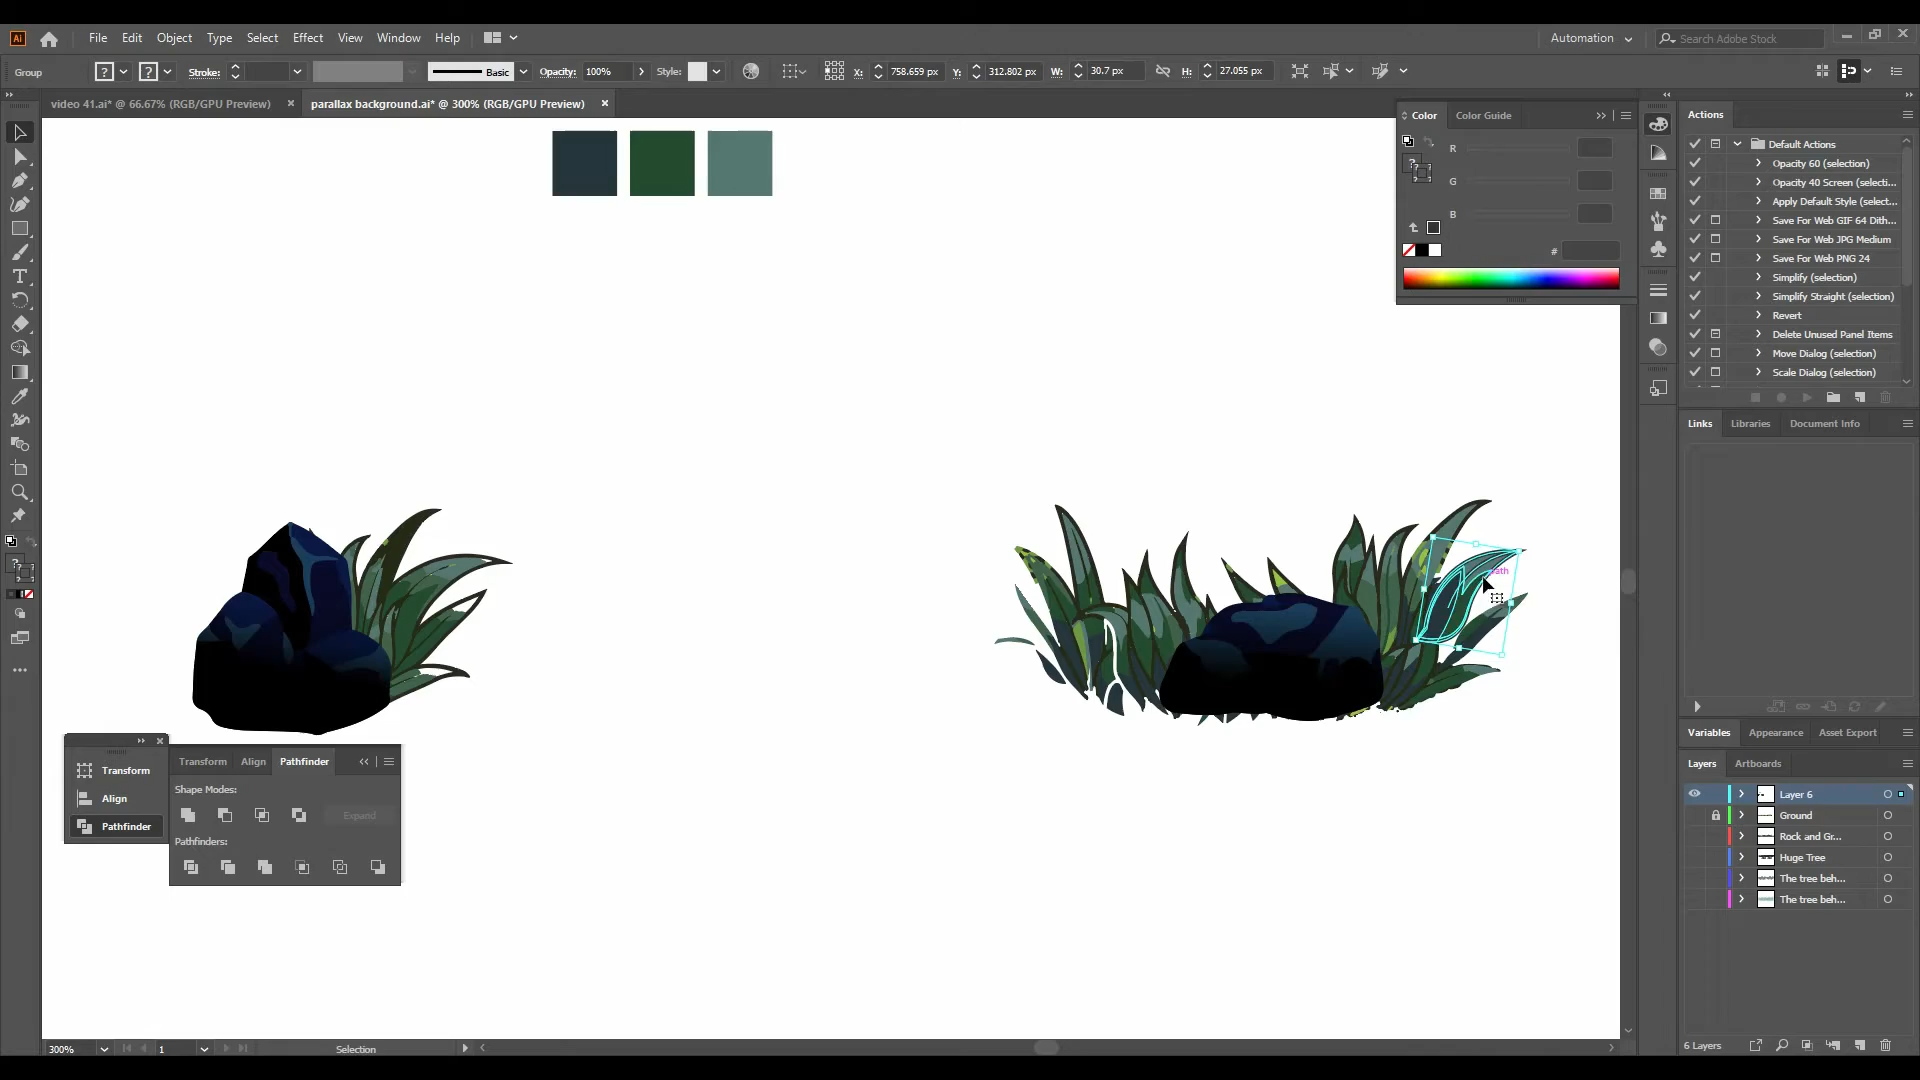 Ai File Edit Object Type Select Effect View Window Help Automation Search Adobe Stock
Group ? ? Stroke: Basic Opacity: 100% Style: X: 758.659 px Y: 312.802 px W: 30.7 px H: 27.055 px
video 41.ai* @ 66.67% (RGB/GPU Preview) × parallax background.ai* @ 300% (RGB/GPU Preview) ×
Color Color Guide
R
G
B
#
Actions
Default Actions
Opacity 60 (selection)
Opacity 40 Screen (selecti...
Apply Default Style (select...
Save For Web GIF 64 Dith...
Save For Web JPG Medium
Save For Web PNG 24
Simplify (selection)
Simplify Straight (selection)
Revert
Delete Unused Panel Items
Move Dialog (selection)
Scale Dialog (selection)
Links Libraries Document Info
Transform
Align
Pathfinder
Transform Align Pathfinder
Shape Modes:
Expand
Pathfinders:
Variables Appearance Asset Export
Layers Artboards
Layer 6
Ground
Rock and Gr...
Huge Tree
The tree beh...
The tree beh...
6 Layers
300% 1 Selection